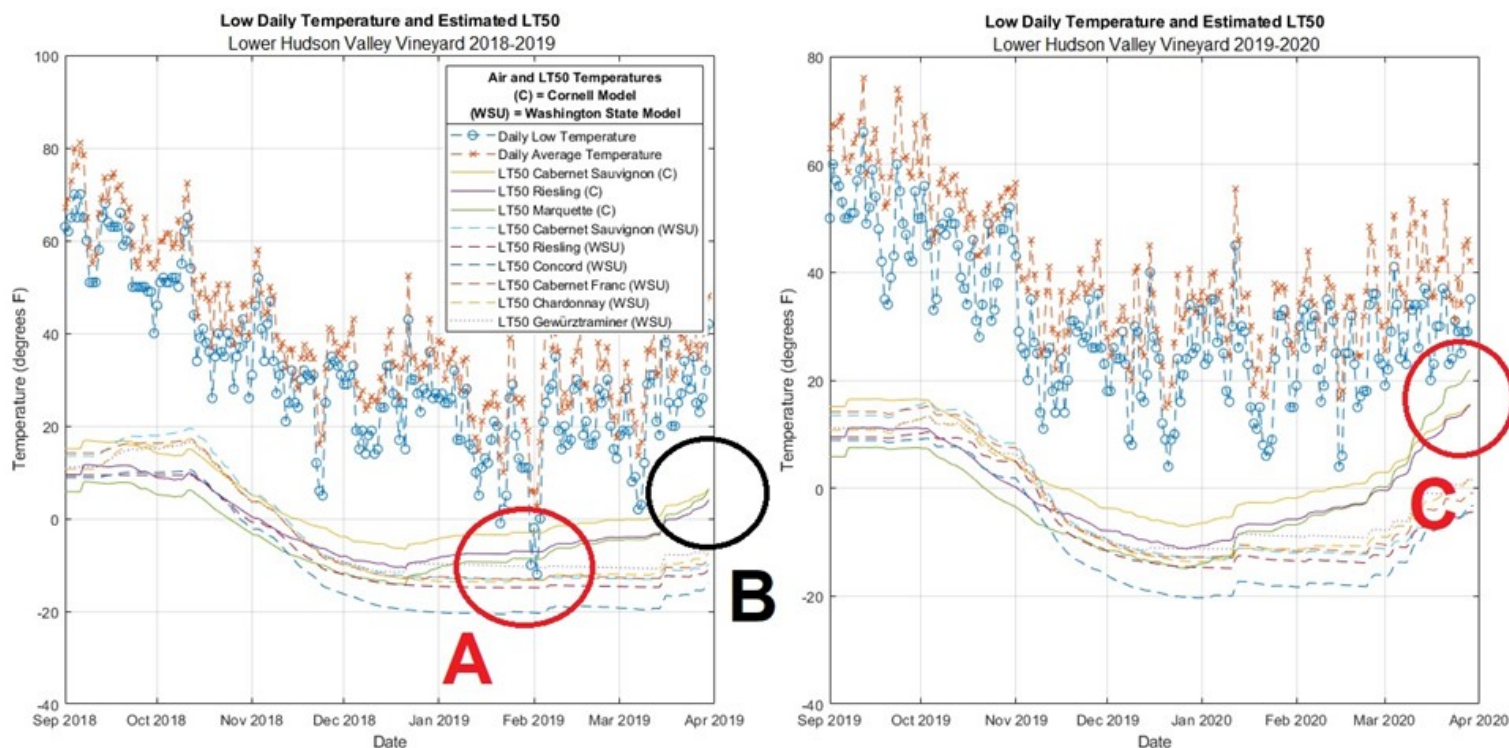 Low Daily Temperature and Estimated LT50
Lower Hudson Valley Vineyard 2018-2019
Temperature (degrees F)
100
80
60
40
20
0
-20
-40
Sep 2018
Oct 2018
Nov 2018
Dec 2018
Jan 2019
Feb 2019
Mar 2019
Apr 2019
Date
Air and LT50 Temperatures
(C) = Cornell Model
(WSU) = Washington State Model
Daily Low Temperature
Daily Average Temperature
LT50 Cabernet Sauvignon (C)
LT50 Riesling (C)
LT50 Marquette (C)
LT50 Cabernet Sauvignon (WSU)
LT50 Riesling (WSU)
LT50 Concord (WSU)
LT50 Cabernet Franc (WSU)
LT50 Chardonnay (WSU)
LT50 Gewürztraminer (WSU)
A
B
Low Daily Temperature and Estimated LT50
Lower Hudson Valley Vineyard 2019-2020
Temperature (degrees F)
80
60
40
20
0
-20
-40
Sep 2019
Oct 2019
Nov 2019
Dec 2019
Jan 2020
Feb 2020
Mar 2020
Apr 2020
Date
C